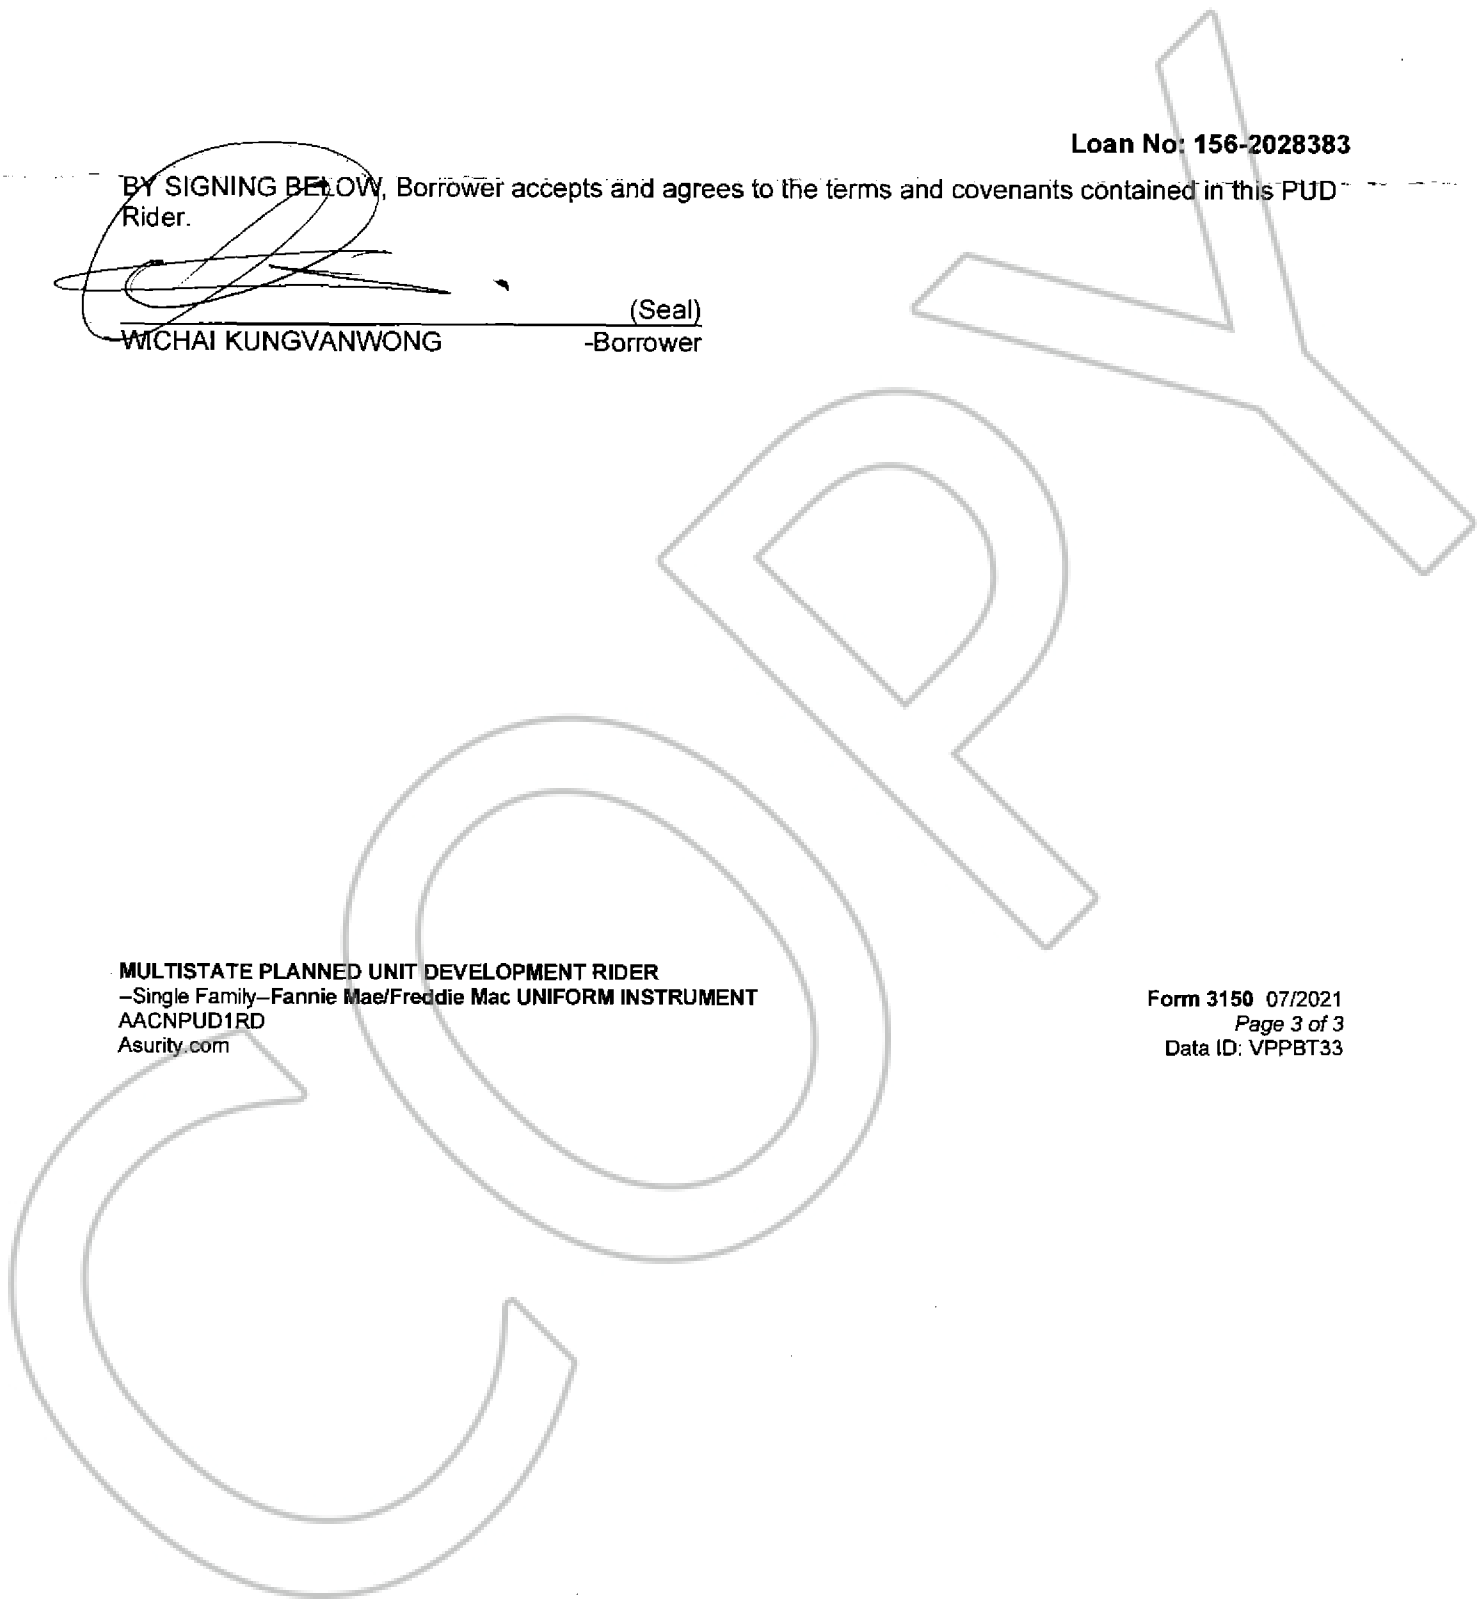 Loan No: 156-2028383
BY SIGNING BELOW, Borrower accepts and agrees to the terms and covenants contained in this PUD
Rider.
(Seal)
WICHAI KUNGVANWONG -Borrower
COPY
MULTISTATE PLANNED UNIT DEVELOPMENT RIDER
–Single Family–Fannie Mae/Freddie Mac UNIFORM INSTRUMENT
AACNPUD1RD
Asurity.com
Form 3150 07/2021
Page 3 of 3
Data ID: VPPBT33